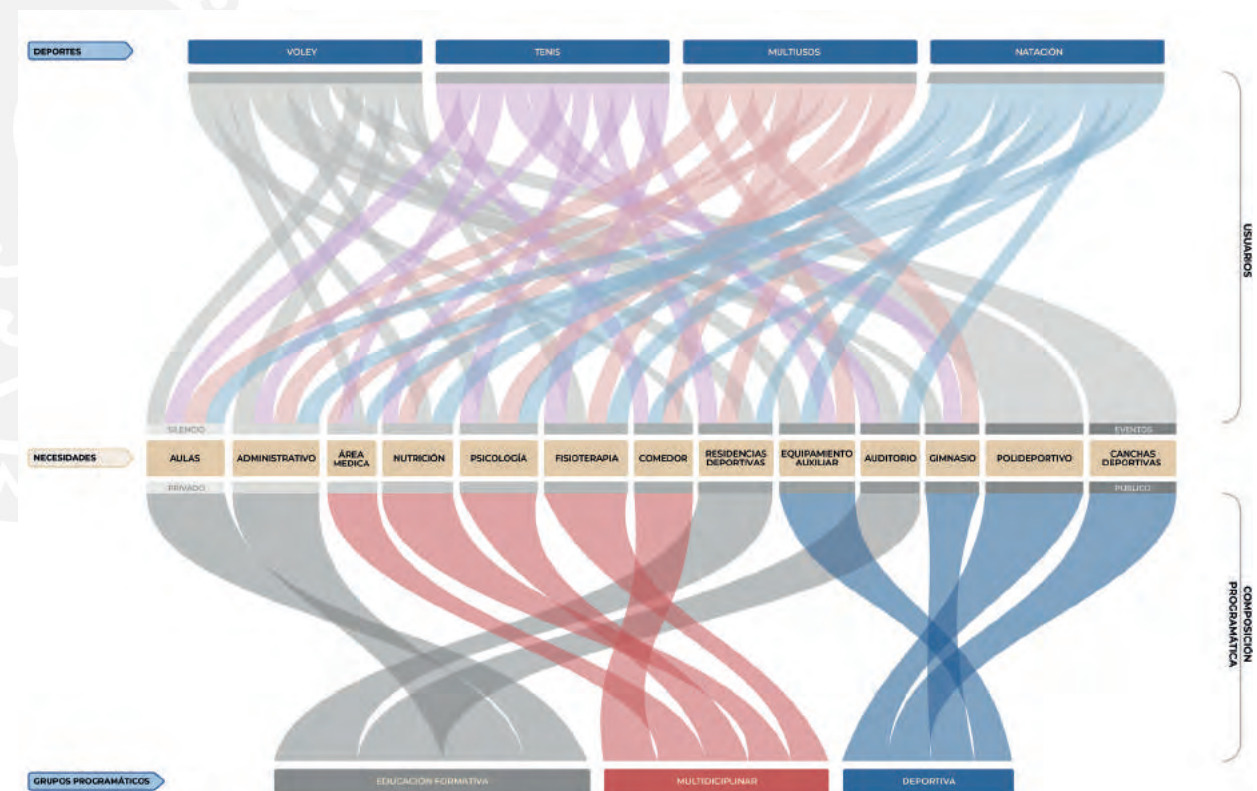 DEPORTES
VOLEY
TENIS
MULTIUSOS
NATACIÓN
USUARIOS
SILENCIO
EVENTOS
NECESIDADES
AULAS
ADMINISTRATIVO
ÁREA
MEDICA
NUTRICIÓN
PSICOLOGÍA
FISIOTERAPIA
COMEDOR
RESIDENCIAS
DEPORTIVAS
EQUIPAMIENTO
AUXILIAR
AUDITORIO
GIMNASIO
POLIDEPORTIVO
CANCHAS
DEPORTIVAS
PRIVADO
PÚBLICO
COMPOSICIÓN
PROGRAMÁTICA
GRUPOS PROGRAMÁTICOS
EDUCACIÓN FORMATIVA
MULTIDICIPLINAR
DEPORTIVA